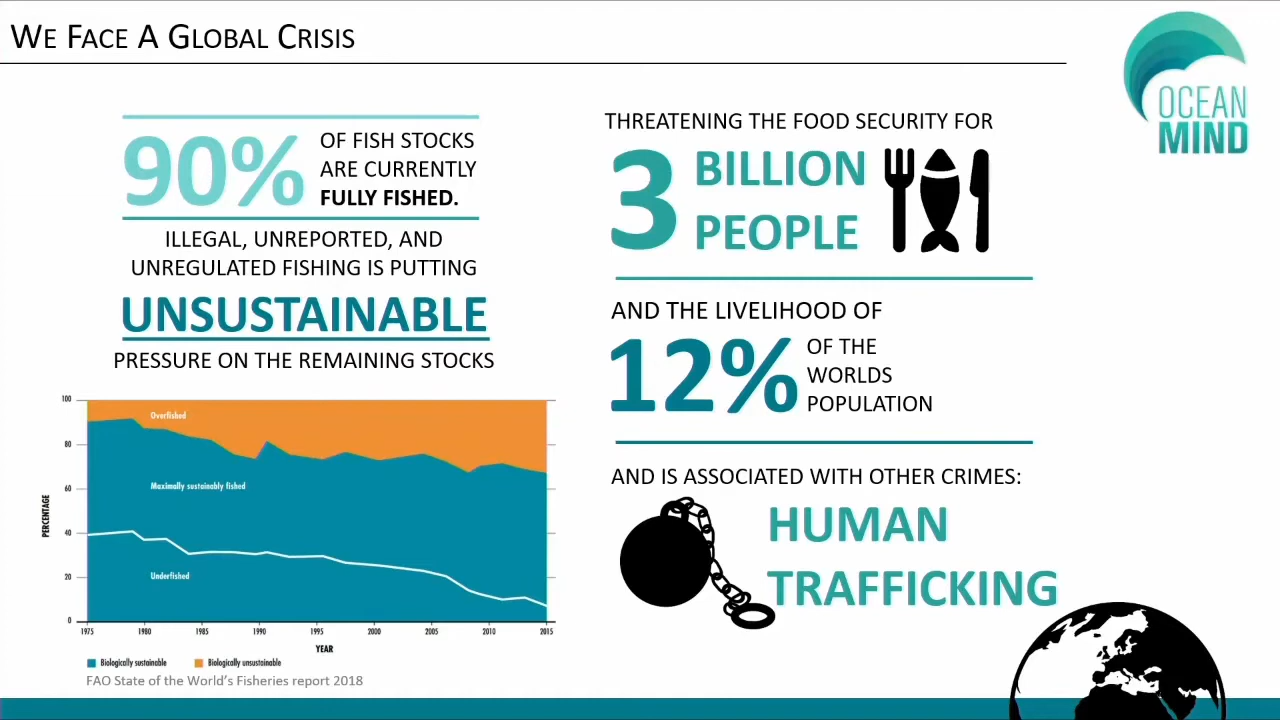 WE FACE A GLOBAL CRISIS
OCEAN
MIND
90%
OF FISH STOCKS
ARE CURRENTLY
FULLY FISHED.
ILLEGAL, UNREPORTED, AND
UNREGULATED FISHING IS PUTTING
UNSUSTAINABLE
PRESSURE ON THE REMAINING STOCKS
100
80
60
40
20
0
PERCENTAGE
Overfished
Maximally sustainably fished
Underfished
1975 1980 1985 1990 1995 2000 2005 2010 2015
YEAR
Biologically sustainable Biologically unsustainable
FAO State of the World's Fisheries report 2018
THREATENING THE FOOD SECURITY FOR
3 BILLION
PEOPLE
AND THE LIVELIHOOD OF
12%
OF THE
WORLDS
POPULATION
AND IS ASSOCIATED WITH OTHER CRIMES:
HUMAN
TRAFFICKING